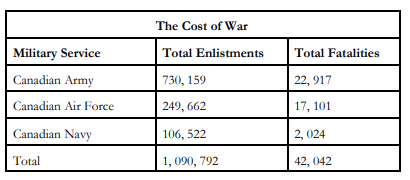 The Cost of War
Military Service Total Enlistments Total Fatalities
Canadian Army 730, 159 22, 917
Canadian Air Force 249, 662 17, 101
Canadian Navy 106, 522 2, 024
Total 1, 090, 792 42, 042